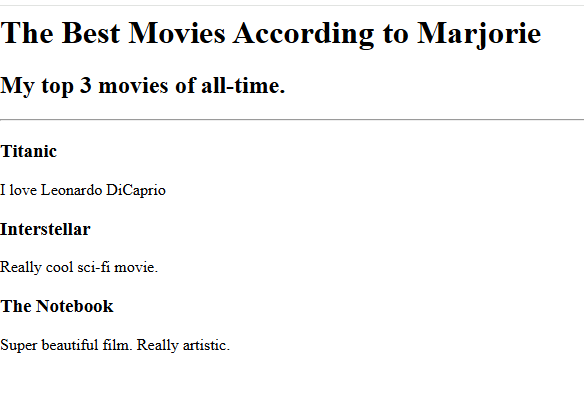 The Best Movies According to Marjorie
My top 3 movies of all-time.
Titanic
I love Leonardo DiCaprio
Interstellar
Really cool sci-fi movie.
The Notebook
Super beautiful film. Really artistic.